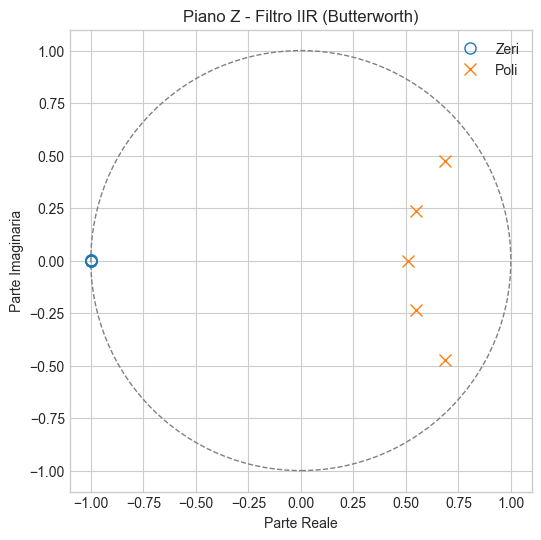 Piano Z - Filtro IIR (Butterworth)
Zeri
Poli
1.00
0.75
0.50
0.25
0.00
−0.25
−0.50
−0.75
−1.00
Parte Immaginaria
−1.00 −0.75 −0.50 −0.25 0.00 0.25 0.50 0.75 1.00
Parte Reale